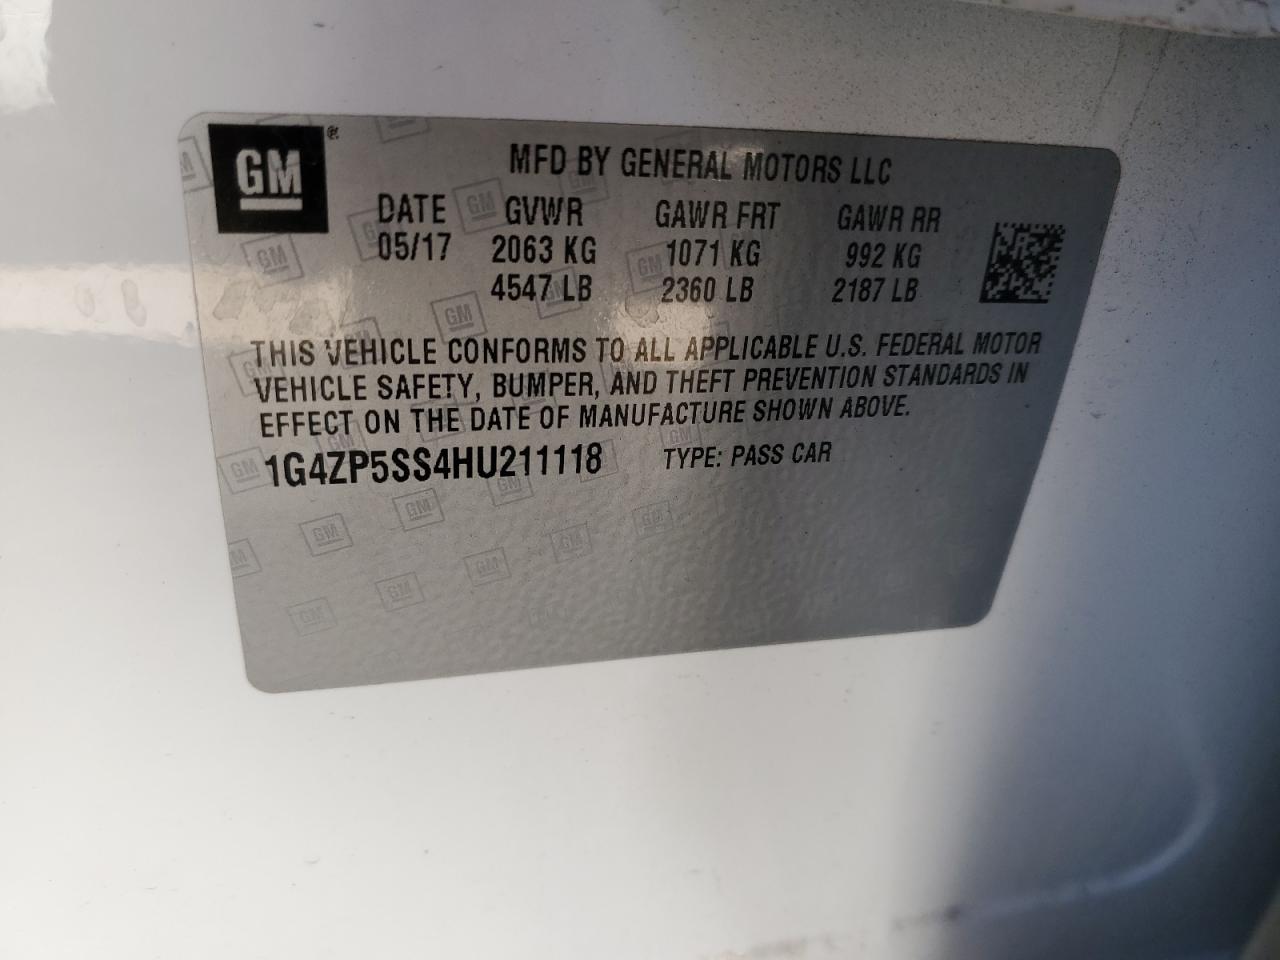 GM ®
MFD BY GENERAL MOTORS LLC
DATE GVWR GAWR FRT GAWR RR
05/17 2063 KG 1071 KG 992 KG
4547 LB 2360 LB 2187 LB
THIS VEHICLE CONFORMS TO ALL APPLICABLE U.S. FEDERAL MOTOR
VEHICLE SAFETY, BUMPER, AND THEFT PREVENTION STANDARDS IN
EFFECT ON THE DATE OF MANUFACTURE SHOWN ABOVE.
1G4ZP5SS4HU211118 TYPE: PASS CAR